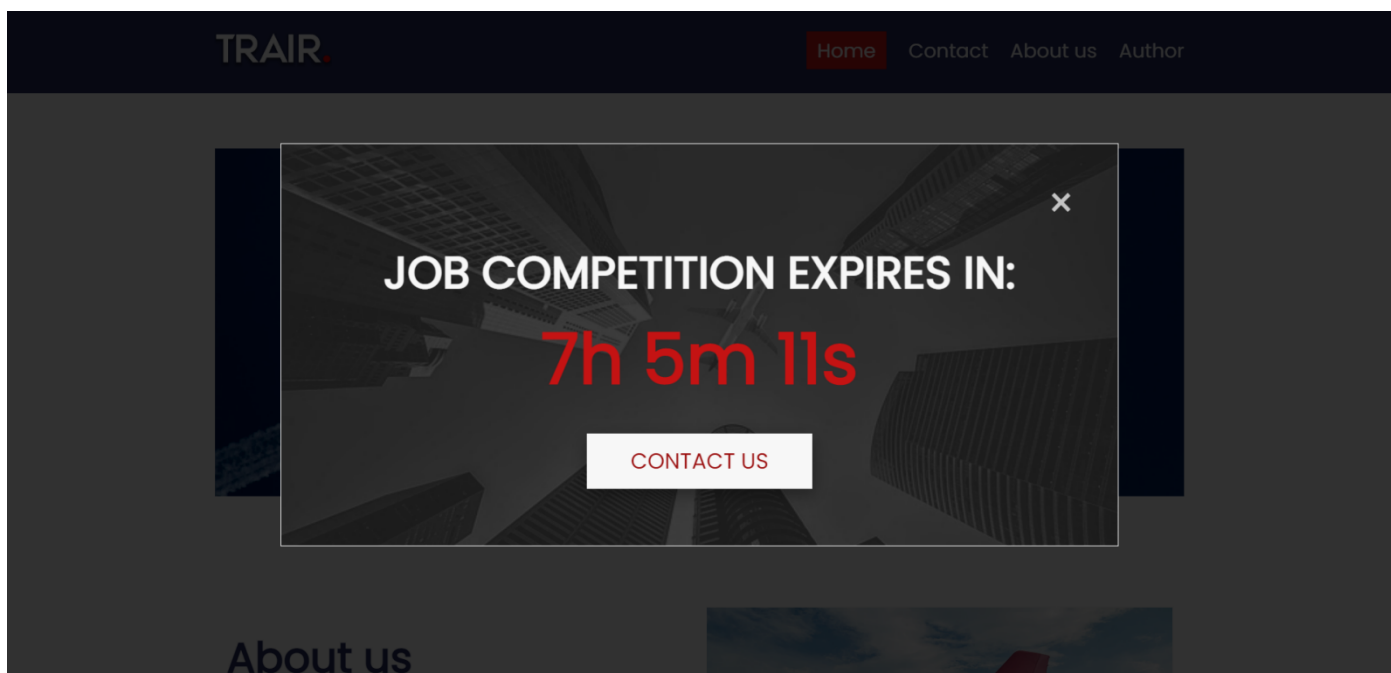 TRAIR.
Home Contact About us Author
×
JOB COMPETITION EXPIRES IN:
7h 5m 11s
CONTACT US
About us